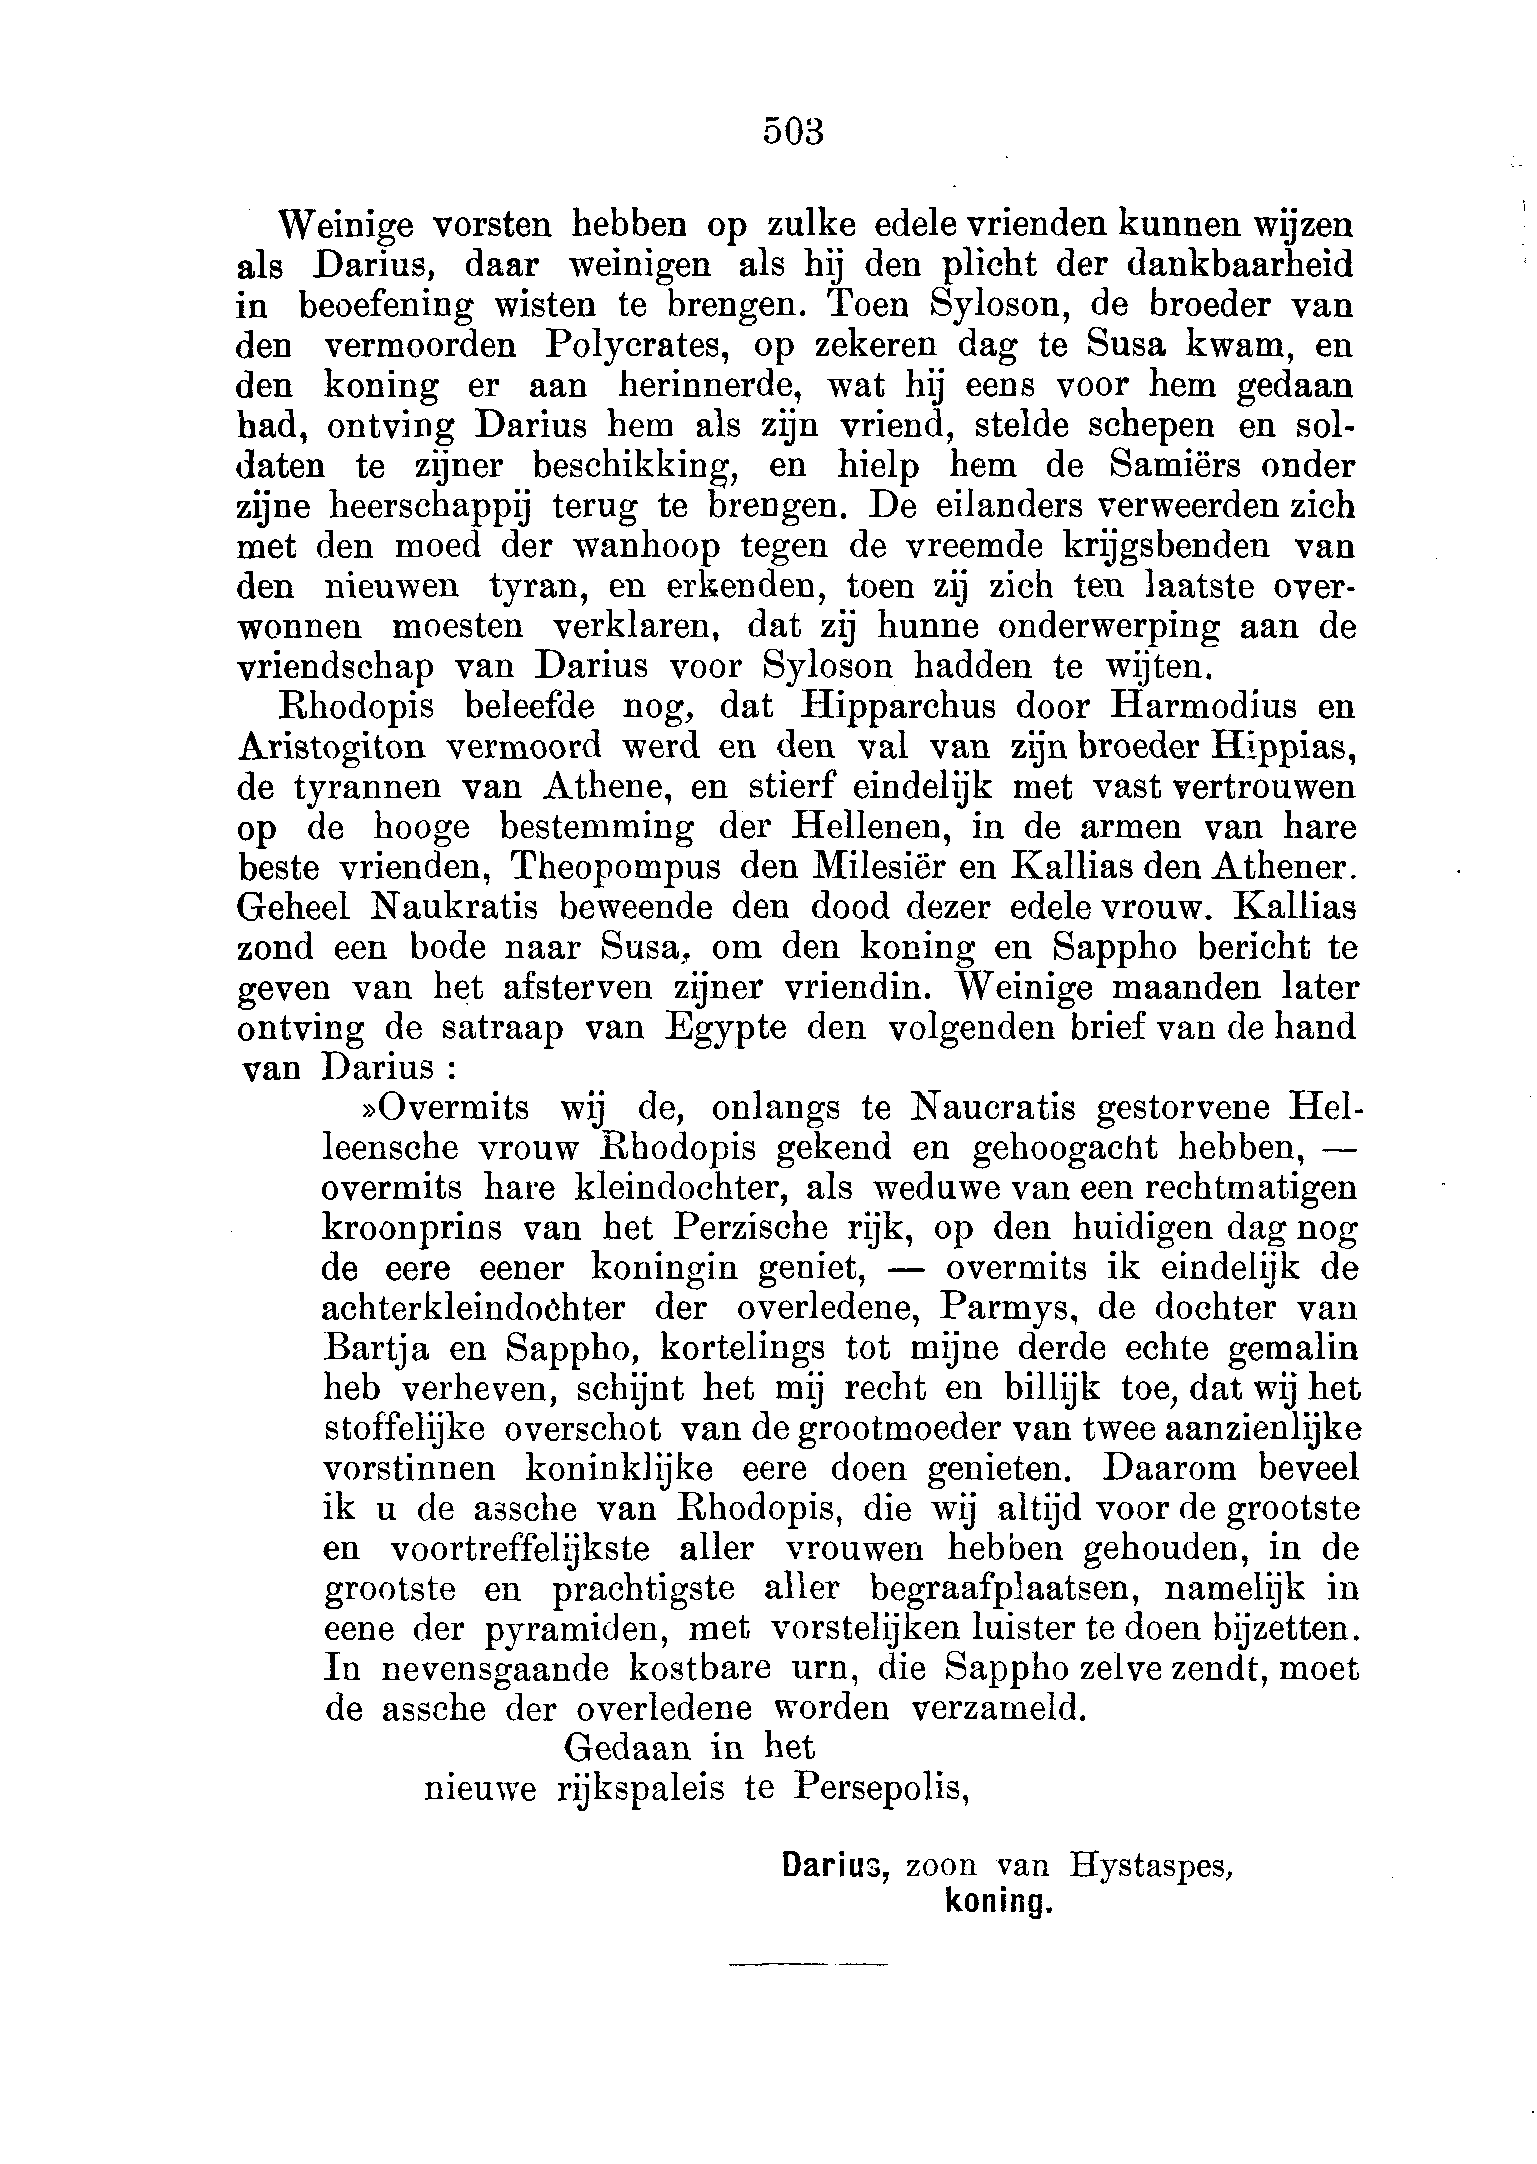 503
Weinige vorsten hebben op zulke edele vrienden kunnen wijzen
als Darius, daar weinigen als hij den plicht der dankbaarheid
in beoefening wisten te brengen. Toen Syloson, de broeder van
den vermoorden Polycrates, op zekeren dag te Susa kwam, en
den koning er aan herinnerde, wat hij eens voor hem gedaan
had, ontving Darius hem als zijn vriend, stelde schepen en sol-
daten te zijner beschikking, en hielp hem de Samiërs onder
zijne heerschappij terug te brengen. De eilanders verweerden zich
met den moed der wanhoop tegen de vreemde krijgsbenden van
den nieuwen tyran, en erkenden, toen zij zich ten laatste over-
wonnen moesten verklaren, dat zij hunne onderwerping aan de
vriendschap van Darius voor Syloson hadden te wijten.
Rhodopis beleefde nog, dat Hipparchus door Harmodius en
Aristogiton vermoord werd en den val van zijn broeder Hippias,
de tyrannen van Athene, en stierf eindelijk met vast vertrouwen
op de hooge bestemming der Hellenen, in de armen van hare
beste vrienden, Theopompus den Milesiër en Kallias den Athener.
Geheel Naukratis beweende den dood dezer edele vrouw. Kallias
zond een bode naar Susa, om den koning en Sappho bericht te
geven van het afsterven zijner vriendin. Weinige maanden later
ontving de satraap van Egypte den volgenden brief van de hand
van Darius :
»Overmits wij de, onlangs te Naucratis gestorvene Hel-
leensche vrouw Rhodopis gekend en gehoogacht hebben, —
overmits hare kleindochter, als weduwe van een rechtmatigen
kroonprins van het Perzische rijk, op den huidigen dag nog
de eere eener koningin geniet, — overmits ik eindelijk de
achterkleindochter der overledene, Parmys, de dochter van
Bartja en Sappho, kortelings tot mijne derde echte gemalin
heb verheven, schijnt het mij recht en billijk toe, dat wij het
stoffelijke overschot van de grootmoeder van twee aanzienlijke
vorstinnen koninklijke eere doen genieten. Daarom beveel
ik u de assche van Rhodopis, die wij altijd voor de grootste
en voortreffelijkste aller vrouwen hebben gehouden, in de
grootste en prachtigste aller begraafplaatsen, namelijk in
eene der pyramiden, met vorstelijken luister te doen bijzetten.
In nevensgaande kostbare urn, die Sappho zelve zendt, moet
de assche der overledene worden verzameld.
Gedaan in het
nieuwe rijkspaleis te Persepolis,
Darius, zoon van Hystaspes,
koning.